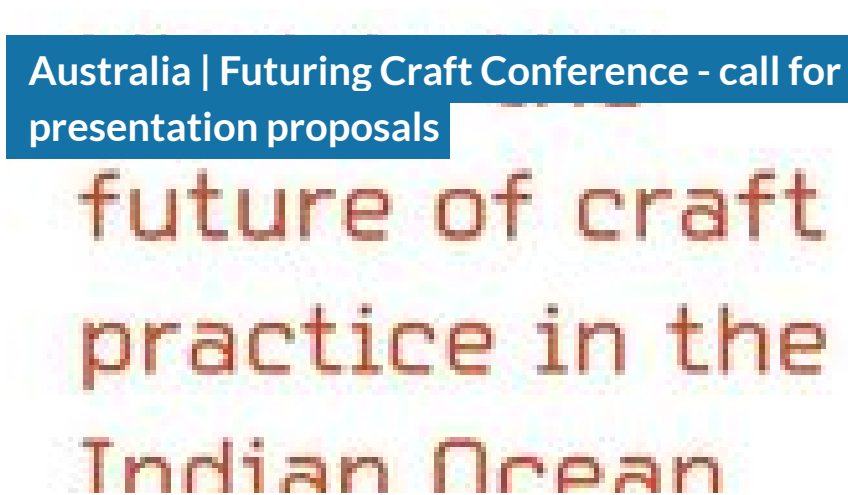 Australia | Futuring Craft Conference - call for
presentation proposals
future of craft
practice in the
Indian Ocean